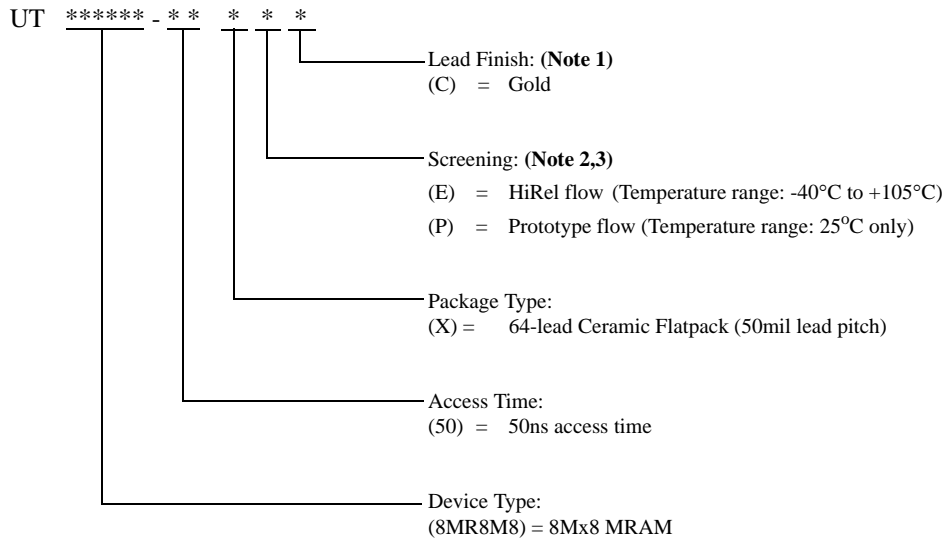 UT ****** - * * * * *
Lead Finish: (Note 1)
(C) = Gold
Screening: (Note 2,3)
(E) = HiRel flow (Temperature range: -40°C to +105°C)
(P) = Prototype flow (Temperature range: 25°C only)
Package Type:
(X) = 64-lead Ceramic Flatpack (50mil lead pitch)
Access Time:
(50) = 50ns access time
Device Type:
(8MR8M8) = 8Mx8 MRAM